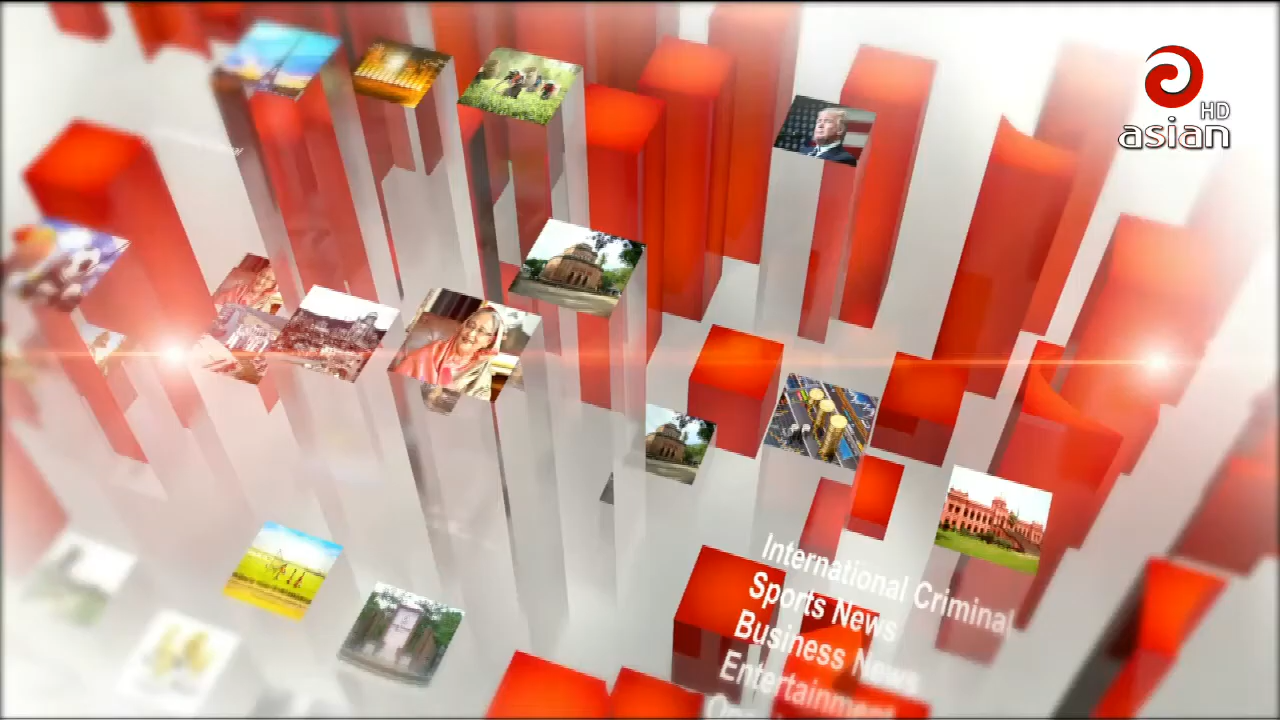 HD
asian
International Criminal
Sports News
Business News
Entertainment